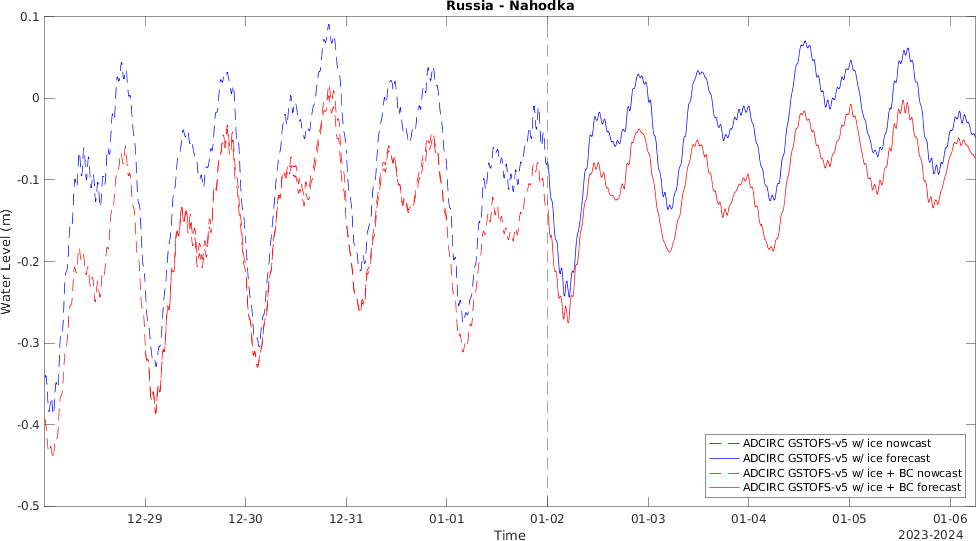 Russia - Nahodka
0.1
0
-0.1
-0.2
-0.3
-0.4
-0.5
Water Level (m)
ADCIRC GSTOFS-v5 w/ ice nowcast
ADCIRC GSTOFS-v5 w/ ice forecast
ADCIRC GSTOFS-v5 w/ ice + BC nowcast
ADCIRC GSTOFS-v5 w/ ice + BC forecast
12-29 12-30 12-31 01-01 01-02 01-03 01-04 01-05 01-06
Time
2023-2024